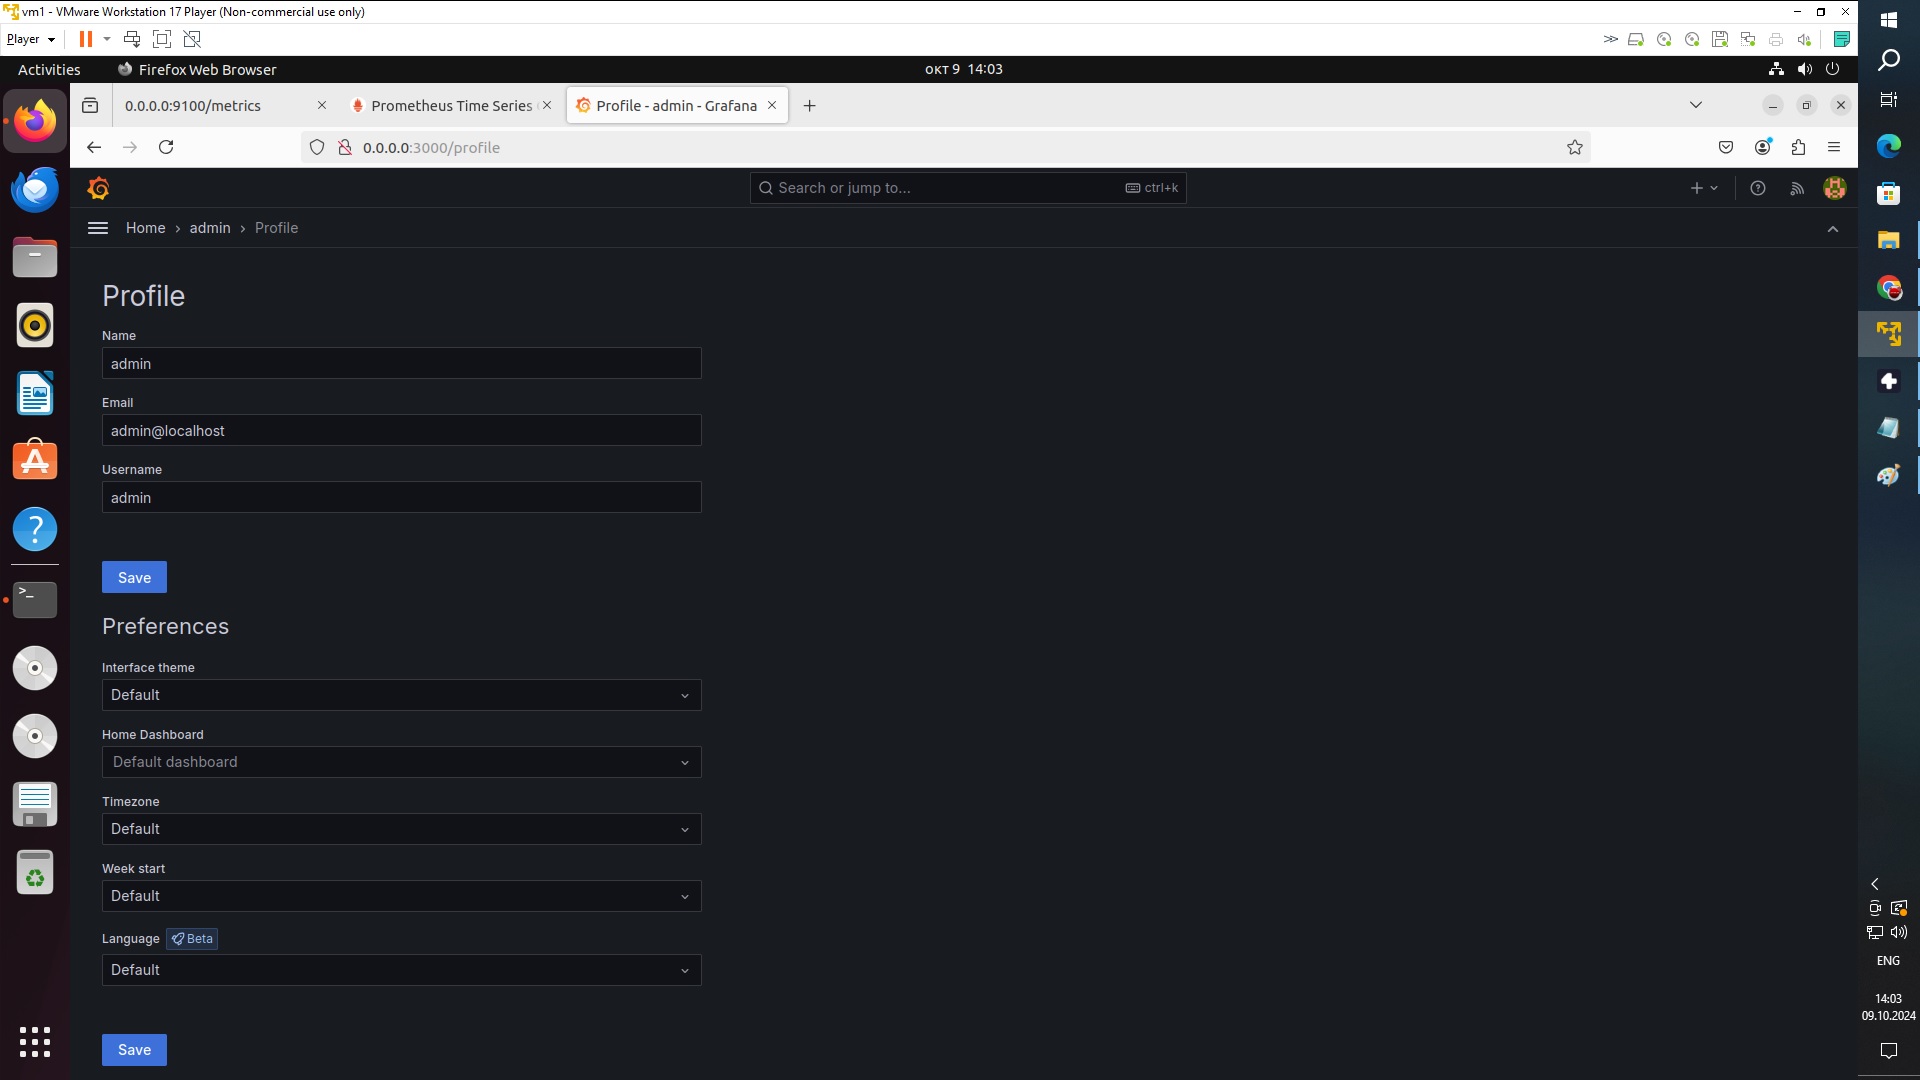 vm1 - VMware Workstation 17 Player (Non-commercial use only)
Player
Activities
Firefox Web Browser
окт 9 14:03
0.0.0.0:9100/metrics
Prometheus Time Series
Profile - admin - Grafana
0.0.0.0:3000/profile
Search or jump to...
ctrl+k
Home › admin › Profile
Profile
Name
admin
Email
admin@localhost
Username
admin
Save
Preferences
Interface theme
Default
Home Dashboard
Default dashboard
Timezone
Default
Week start
Default
Language Beta
Default
Save
ENG
14:03
09.10.2024